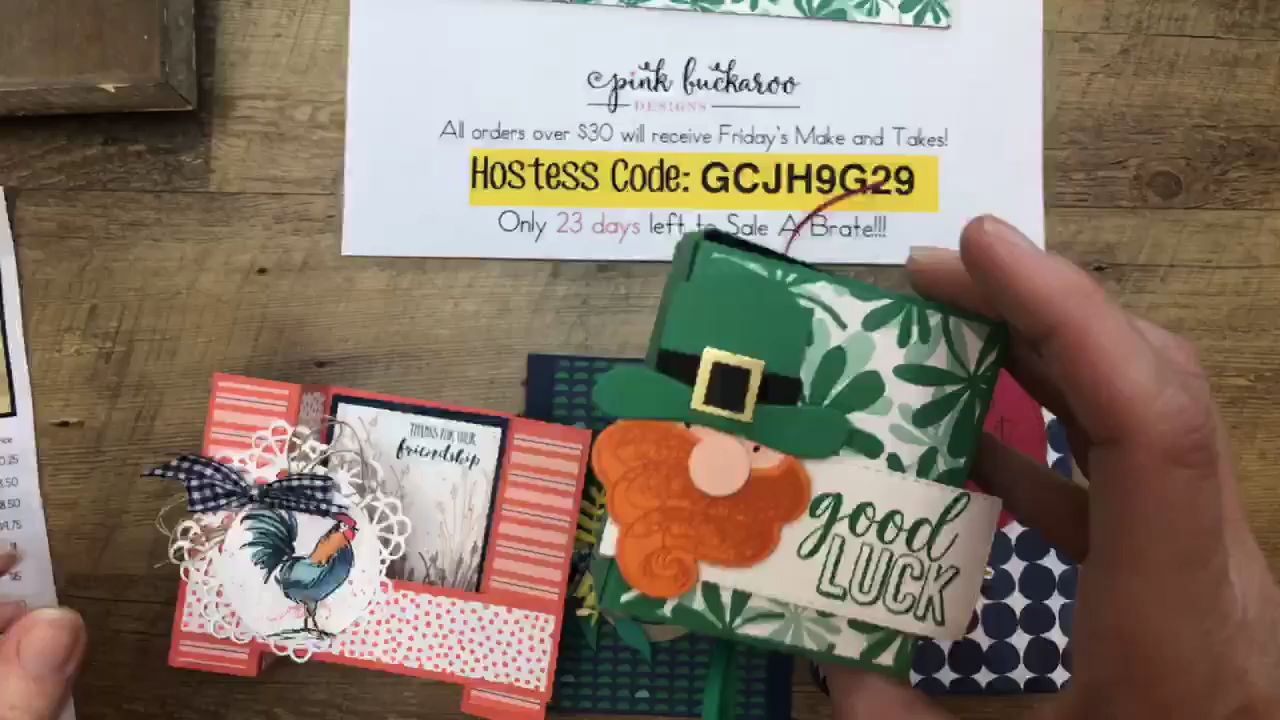 pink buckaroo
DESIGNS
All orders over $30 will receive Friday's Make and Takes!
Hostess Code: GCJH9G29
Only 23 days left to Sale A Brate!!!
THANKS FOR YOUR
friendship
good
LUCK